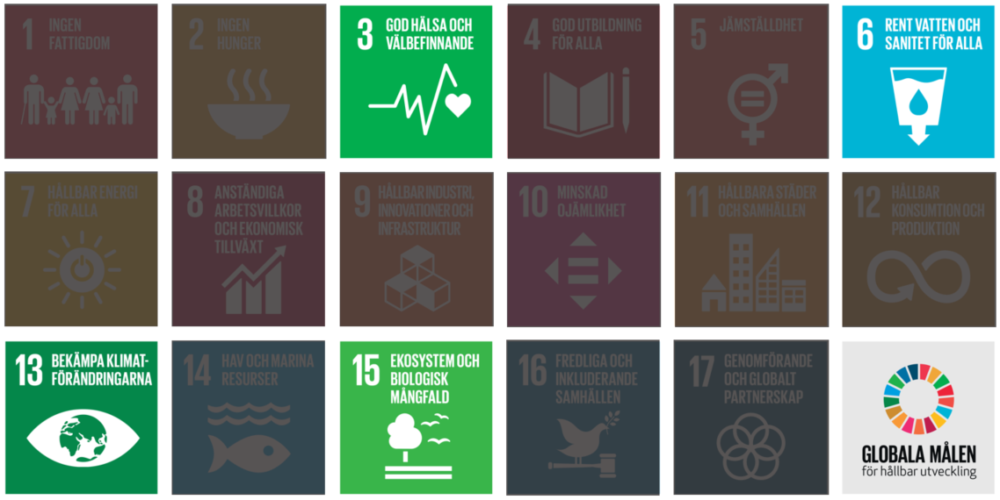 1 INGEN
FATTIGDOM
2 INGEN
HUNGER
3 GOD HÄLSA OCH
VÄLBEFINNANDE
4 GOD UTBILDNING
FÖR ALLA
5 JÄMSTÄLLDHET
6 RENT VATTEN OCH
SANITET FÖR ALLA
7 HÅLLBAR ENERGI
FÖR ALLA
8 ANSTÄNDIGA
ARBETSVILLKOR
OCH EKONOMISK
TILLVÄXT
9 HÅLLBAR INDUSTRI,
INNOVATIONER OCH
INFRASTRUKTUR
10 MINSKAD
OJÄMLIKHET
11 HÅLLBARA STÄDER
OCH SAMHÄLLEN
12 HÅLLBAR
KONSUMTION OCH
PRODUKTION
13 BEKÄMPA KLIMAT-
FÖRÄNDRINGARNA
14 HAV OCH MARINA
RESURSER
15 EKOSYSTEM OCH
BIOLOGISK
MÅNGFALD
16 FREDLIGA OCH
INKLUDERANDE
SAMHÄLLEN
17 GENOMFÖRANDE
OCH GLOBALT
PARTNERSKAP
GLOBALA MÅLEN
för hållbar utveckling